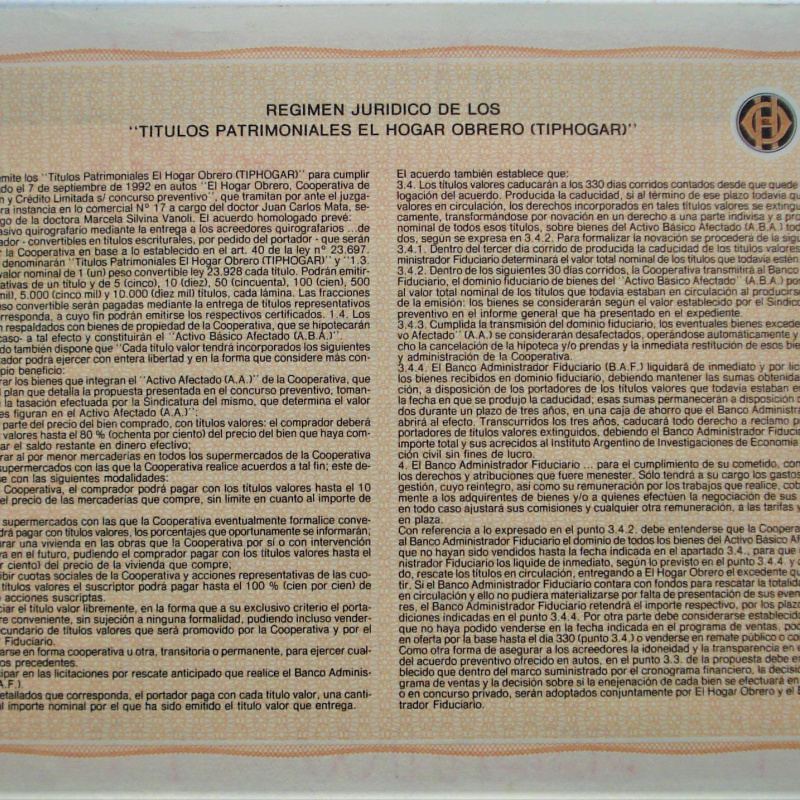 REGIMEN JURIDICO DE LOS
"TITULOS PATRIMONIALES EL HOGAR OBRERO (TIPHOGAR)"
mite los "Títulos Patrimoniales El Hogar Obrero (TIPHOGAR)" para cumplir
do el 7 de septiembre de 1992 en autos "El Hogar Obrero, Cooperativa de
n y Crédito Limitada s/ concurso preventivo", que tramitan por ante el juzga-
ra instancia en lo comercial Nº 17 a cargo del doctor Juan Carlos Mata, se-
go de la doctora Marcela Silvina Vanoli. El acuerdo homologado prevé:
asivo quirografario mediante la entrega a los acreedores quirografarios ...de
ador - convertibles en títulos escriturales, por pedido del portador - que serán
r la Cooperativa en base a lo establecido en el art. 40 de la ley nº 23.697.
denominarán "Títulos Patrimoniales El Hogar Obrero (TIPHOGAR)" y "1.3.
valor nominal de 1 (un) peso convertible ley 23.928 cada título. Podrán emitir-
ativas de un título y de 5 (cinco), 10 (diez), 50 (cincuenta), 100 (cien), 500
mil), 5.000 (cinco mil) y 10.000 (diez mil) títulos, cada lámina. Las fracciones
eso convertible serán pagadas mediante la entrega de títulos representativos
orresponda, a cuyo fin podrán emitirse los respectivos certificados. 1.4. Los
n respaldados con bienes de propiedad de la Cooperativa, que se hipotecarán
caso- a tal efecto y constituirán el "Activo Básico Afectado (A.B.A.)".
do también dispone que "Cada título valor tendrá incorporados los siguientes
tador podrá ejercer con entera libertad y en la forma que considere más con-
pio beneficio:
rar los bienes que integran el "Activo Afectado (A.A.)" de la Cooperativa, que
l plan que detalla la propuesta presentada en el concurso preventivo, toman-
la tasación efectuada por la Sindicatura del mismo, que determina el valor
es figuran en el Activo Afectado (A.A.)":
parte del precio del bien comprado, con títulos valores: el comprador deberá
valores hasta el 80 % (ochenta por ciento) del precio del bien que haya com-
ar el saldo restante en dinero efectivo;
rar al por menor mercaderías en todos los supermercados de la Cooperativa
supermercados con las que la Cooperativa realice acuerdos a tal fin; este de-
se con las siguientes modalidades:
Cooperativa, el comprador podrá pagar con los títulos valores hasta el 10
el precio de las mercaderías que compre, sin límite en cuanto al importe de
supermercados con las que la Cooperativa eventualmente formalice conve-
drá pagar con títulos valores, los porcentajes que oportunamente se informarán;
rar una vivienda en las obras que la Cooperativa por sí o con intervención
va en el futuro, pudiendo el comprador pagar con los títulos valores hasta el
r ciento) del precio de la vivienda que compre;
ibir cuotas sociales de la Cooperativa y acciones representativas de las cuo-
títulos valores el suscriptor podrá pagar hasta el 100 % (cien por cien) de
acciones suscriptas.
ciar el título valor libremente, en la forma que a su exclusivo criterio el porta-
re conveniente, sin sujeción a ninguna formalidad, pudiendo incluso vender-
cundario de títulos valores que será promovido por la Cooperativa y por el
Fiduciario.
arse en forma cooperativa u otra, transitoria o permanente, para ejercer cual-
os precedentes.
ipar en las licitaciones por rescate anticipado que realice el Banco Adminis-
A.F.).
etallados que corresponda, el portador paga con cada título valor, una canti-
al importe nominal por el que ha sido emitido el título valor que entrega.
El acuerdo también establece que:
3.4. Los títulos valores caducarán a los 330 días corridos contados desde que quede
logación del acuerdo. Producida la caducidad, si al término de ese plazo todavía qu
valores en circulación, los derechos incorporados en tales títulos valores se extingu
camente, transformándose por novación en un derecho a una parte indivisa y a pro
nominal de todos esos títulos, sobre bienes del Activo Básico Afectado (A.B.A.) tod
dos, según se expresa en 3.4.2. Para formalizar la novación se procederá de la sigu
3.4.1. Dentro del tercer día corrido de producida la caducidad de los títulos valores
ministrador Fiduciario determinará el valor total nominal de los títulos que todavía estén
3.4.2. Dentro de los siguientes 30 días corridos, la Cooperativa transmitirá al Banco
Fiduciario, el dominio fiduciario de bienes del "Activo Básico Afectado" (A.B.A.) po
al valor total nominal de los títulos que todavía estaban en circulación al producirs
de la emisión: los bienes se considerarán según el valor establecido por el Síndico
preventivo en el informe general que ha presentado en el expediente.
3.4.3. Cumplida la transmisión del dominio fiduciario, los eventuales bienes excede
vo Afectado" (A.A.) se considerarán desafectados, operándose automáticamente y
cho la cancelación de la hipoteca y/o prendas y la inmediata restitución de esos bie
y administración de la Cooperativa.
3.4.4. El Banco Administrador Fiduciario (B.A.F.) liquidará de inmediato y por lic
los bienes recibidos en dominio fiduciario, debiendo mantener las sumas obtenida
ción, a disposición de los portadores de los títulos valores que todavía estaban en
la fecha en que se produjo la caducidad; esas sumas permanecerán a disposición d
dos durante un plazo de tres años, en una caja de ahorro que el Banco Administra
abrirá al efecto. Transcurridos los tres años, caducará todo derecho a reclamo p
portadores de títulos valores extinguidos, debiendo el Banco Administrador Fiduc
importe total y sus acrecidos al Instituto Argentino de Investigaciones de Economía
ción civil sin fines de lucro.
4. El Banco Administrador Fiduciario ... para el cumplimiento de su cometido, con
los derechos y atribuciones que fuere menester. Sólo tendrá a su cargo los gastos
gestión, cuyo reintegro, así como su remuneración por los trabajos que realice, cob
mente a los adquirentes de bienes y/o a quienes efectúen la negociación de sus
en todo caso ajustará sus comisiones y cualquier otra remuneración, a las tarifas y
en plaza.
Con referencia a lo expresado en el punto 3.4.2. debe entenderse que la Coopera
al Banco Administrador Fiduciario el dominio de todos los bienes del Activo Básico Af
que no hayan sido vendidos hasta la fecha indicada en el apartado 3.4., para que
nistrador Fiduciario los liquide de inmediato, según lo previsto en el punto 3.4.4. y c
do, rescate los títulos en circulación, entregando a El Hogar Obrero el excedente qu
tir. Si el Banco Administrador Fiduciario contara con fondos para rescatar la totalida
en circulación y ello no pudiera materializarse por falta de presentación de sus even
res, el Banco Administrador Fiduciario retendrá el importe respectivo, por los plazo
diciones indicadas en el punto 3.4.4. Por otra parte debe considerarse establecid
que no haya podido venderse en la fecha indicada en el programa de ventas, pod
en oferta por la base hasta el día 330 (punto 3.4.) o venderse en remate público o co
Como otra forma de asegurar a los acreedores la idoneidad y la transparencia en e
del acuerdo preventivo ofrecido en autos, en el punto 3.3. de la propuesta debe es
blecido que dentro del marco suministrado por el cronograma financiero, la decisió
grama de ventas y la decisión sobre si la enejenación de cada bien se efectuará en
o en concurso privado, serán adoptados conjuntamente por El Hogar Obrero y el B
trador Fiduciario.